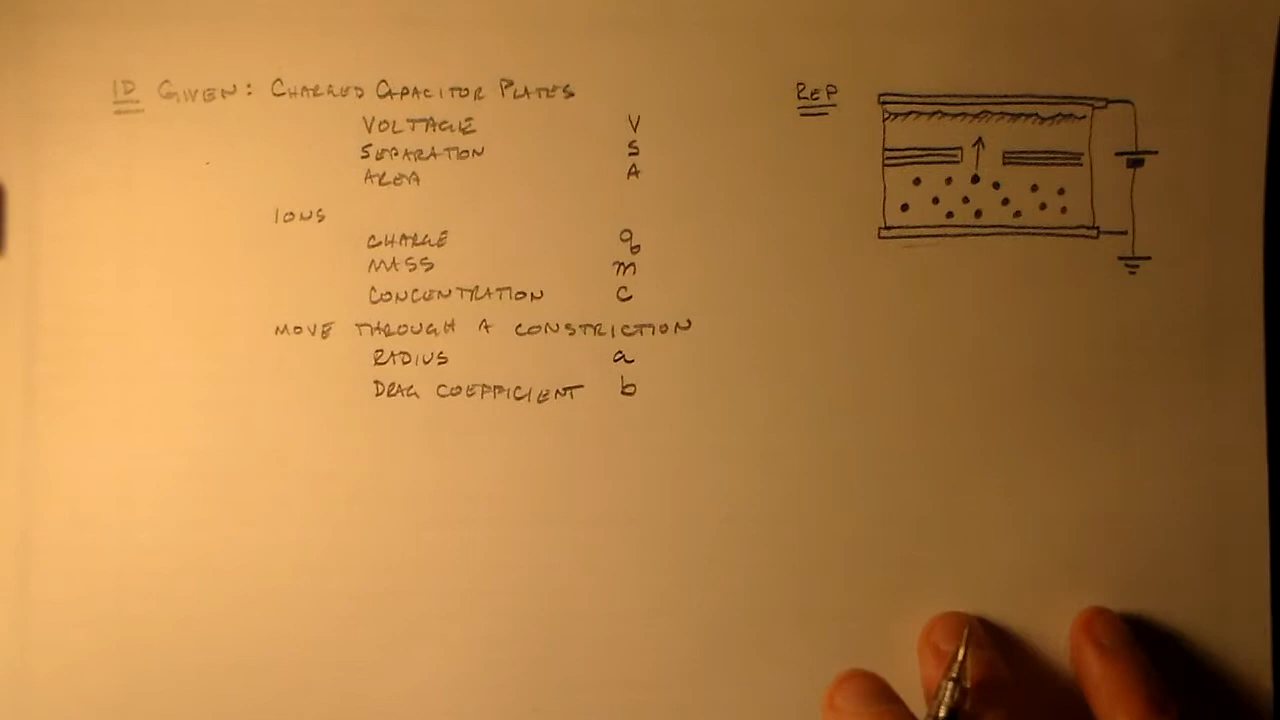 ID GIVEN: CHARGED CAPACITOR PLATES
VOLTAGE V
SEPARATION S
AREA A
IONS
CHARGE q
MASS m
CONCENTRATION C
MOVE THROUGH A CONSTRICTION
RADIUS a
DRAG COEFFICIENT b
REP